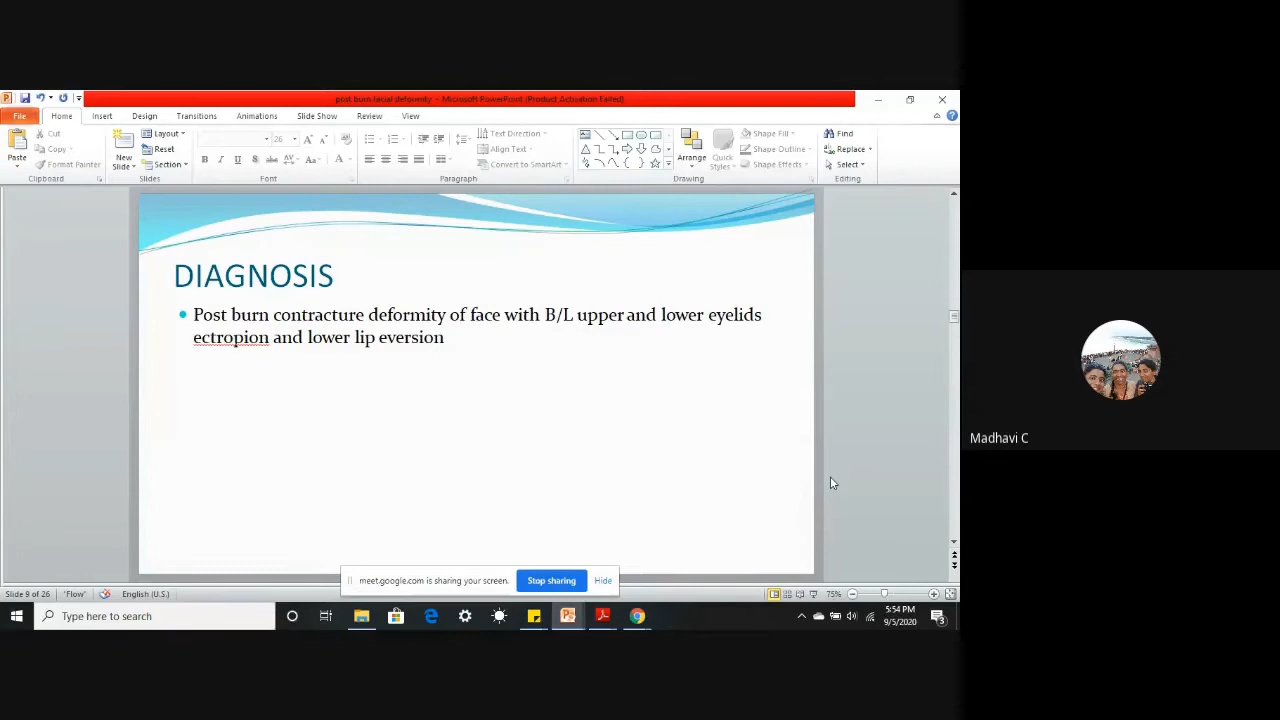 post burn facial deformity - Microsoft PowerPoint (Product Activation Failed)
File Home Insert Design Transitions Animations Slide Show Review View
Paste
Cut
Copy
Format Painter
Clipboard
New
Slide
Layout
Reset
Section
Slides
26
B I U S abc AV Aa A
Font
Text Direction
Align Text
Convert to SmartArt
Paragraph
Arrange
Quick
Styles
Shape Fill
Shape Outline
Shape Effects
Drawing
Find
Replace
Select
Editing
DIAGNOSIS
Post burn contracture deformity of face with B/L upper and lower eyelids
ectropion and lower lip eversion
Madhavi C
meet.google.com is sharing your screen. Stop sharing Hide
Slide 9 of 26 "Flow" English (U.S.) 75%
Type here to search
5:54 PM
9/5/2020
3